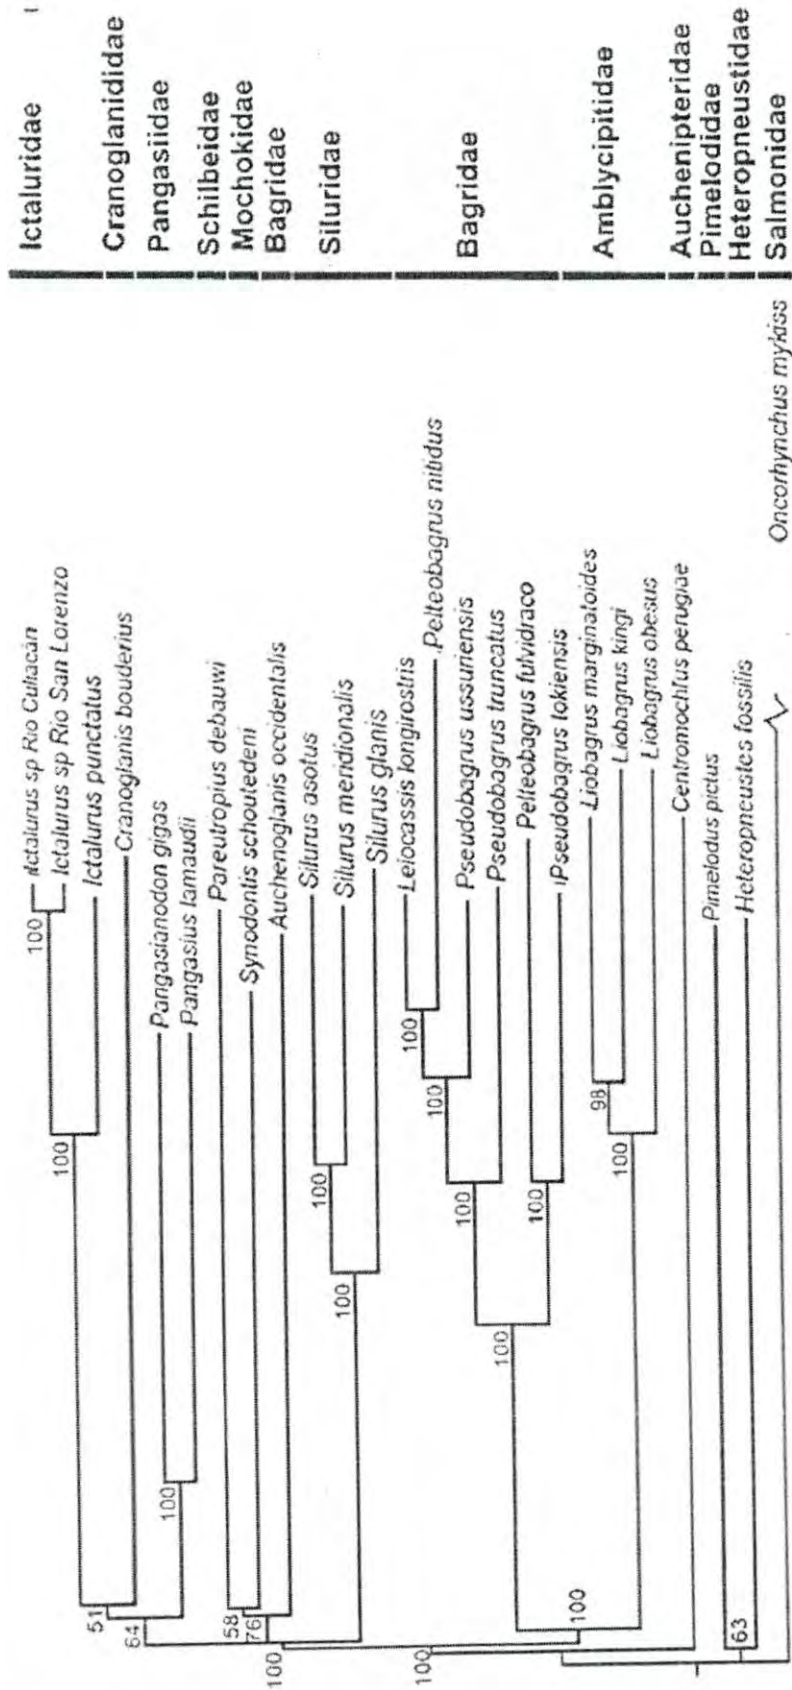 Ictaluridae
Cranoglanididae
Pangasiidae
Schilbeidae
Mochokidae
Bagridae
Siluridae
Bagridae
Amblycipitidae
Auchenipteridae
Pimelodidae
Heteropneustidae
Salmonidae
Ictalurus sp Rio Culiacán
Ictalurus sp Rio San Lorenzo
Ictalurus punctatus
Cranoglanis bouderius
Pangasianodon gigas
Pangasius larnaudii
Pareutropius debauwi
Synodontis schoutedeni
Auchenoglanis occidentalis
Silurus asotus
Silurus meridionalis
Silurus glanis
Leiocassis longirostris
Pelteobagrus nitidus
Pseudobagrus ussuriensis
Pseudobagrus truncatus
Pelteobagrus fulvidraco
Pseudobagrus tokiensis
Liobagrus marginatoides
Liobagrus kingi
Liobagrus obesus
Centromochlus perugiae
Pimelodus pictus
Heteropneustes fossilis
Oncorhynchus mykiss
100
100
51
64
100
58
76
100
100
100
100
100
100
100
100
98
100
100
100
63